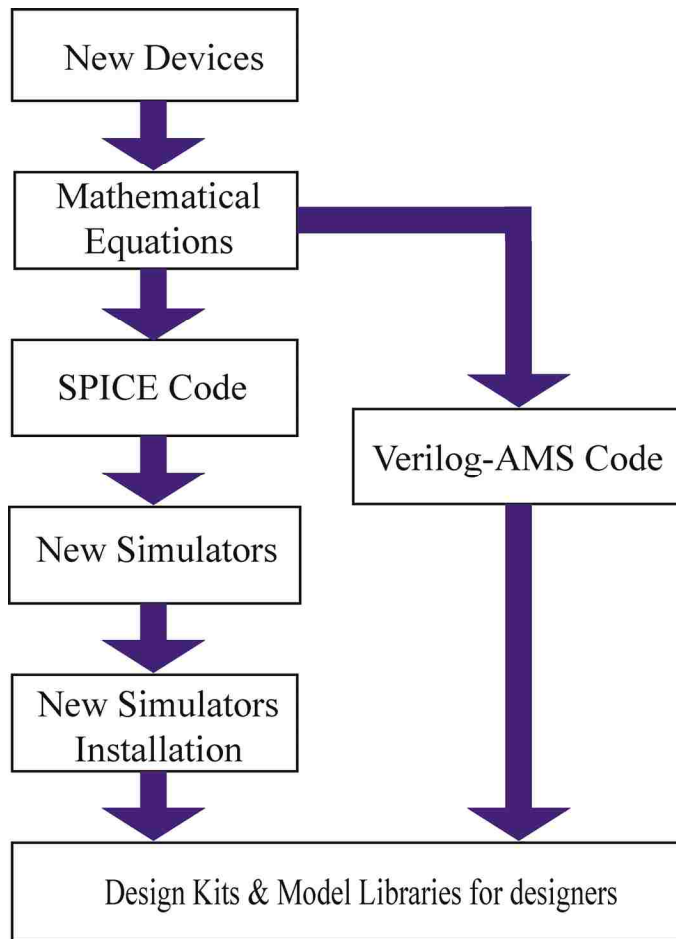 New Devices
Mathematical
Equations
SPICE Code
Verilog-AMS Code
New Simulators
New Simulators
Installation
Design Kits & Model Libraries for designers